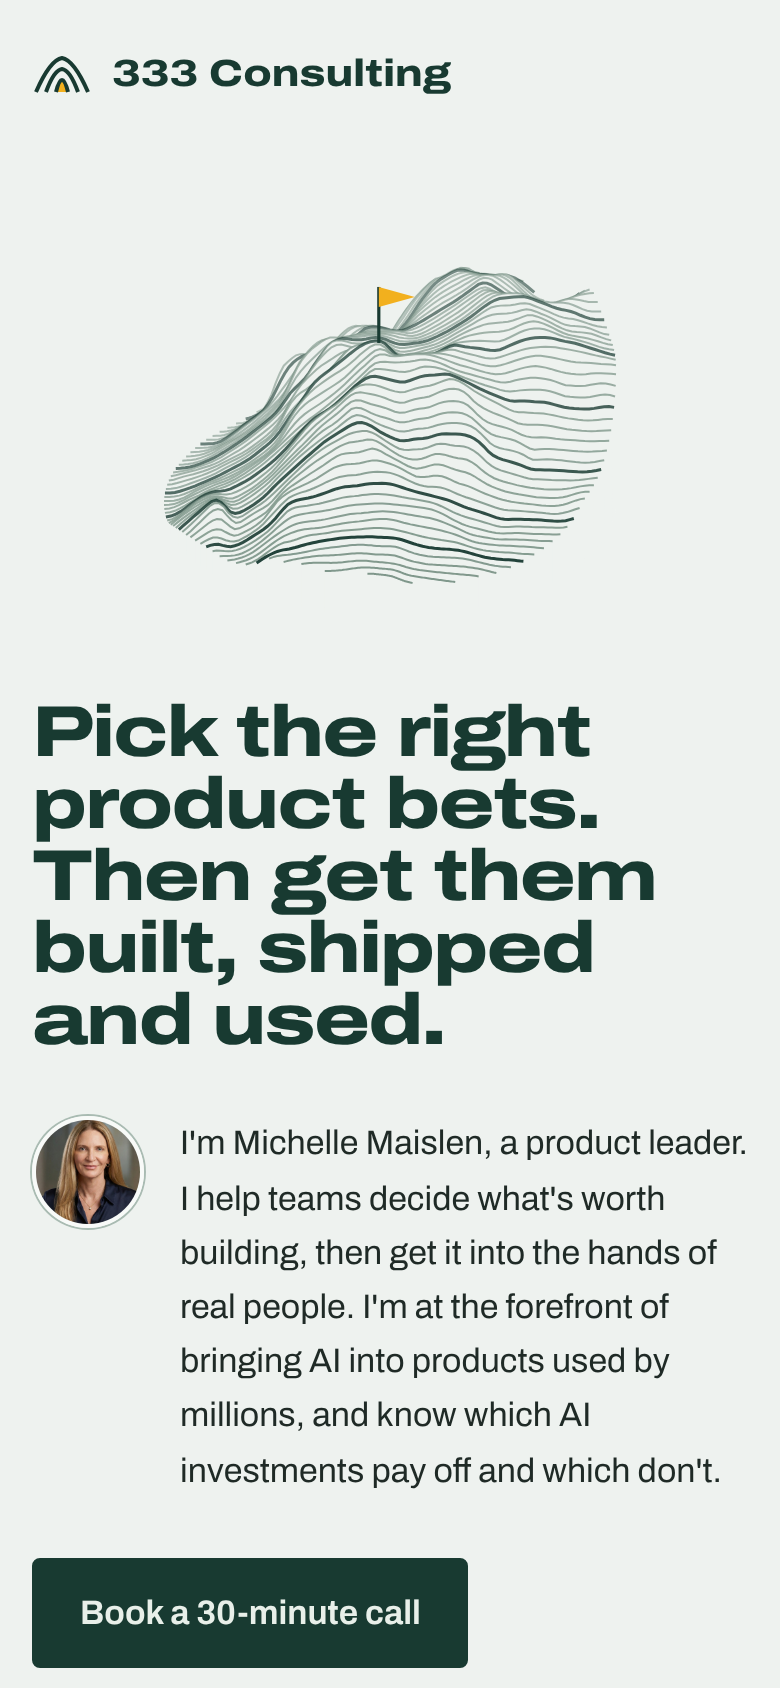 333 Consulting
Pick the right
product bets.
Then get them
built, shipped
and used.
I'm Michelle Maislen, a product leader.
I help teams decide what's worth
building, then get it into the hands of
real people. I'm at the forefront of
bringing AI into products used by
millions, and know which AI
investments pay off and which don't.
Book a 30-minute call